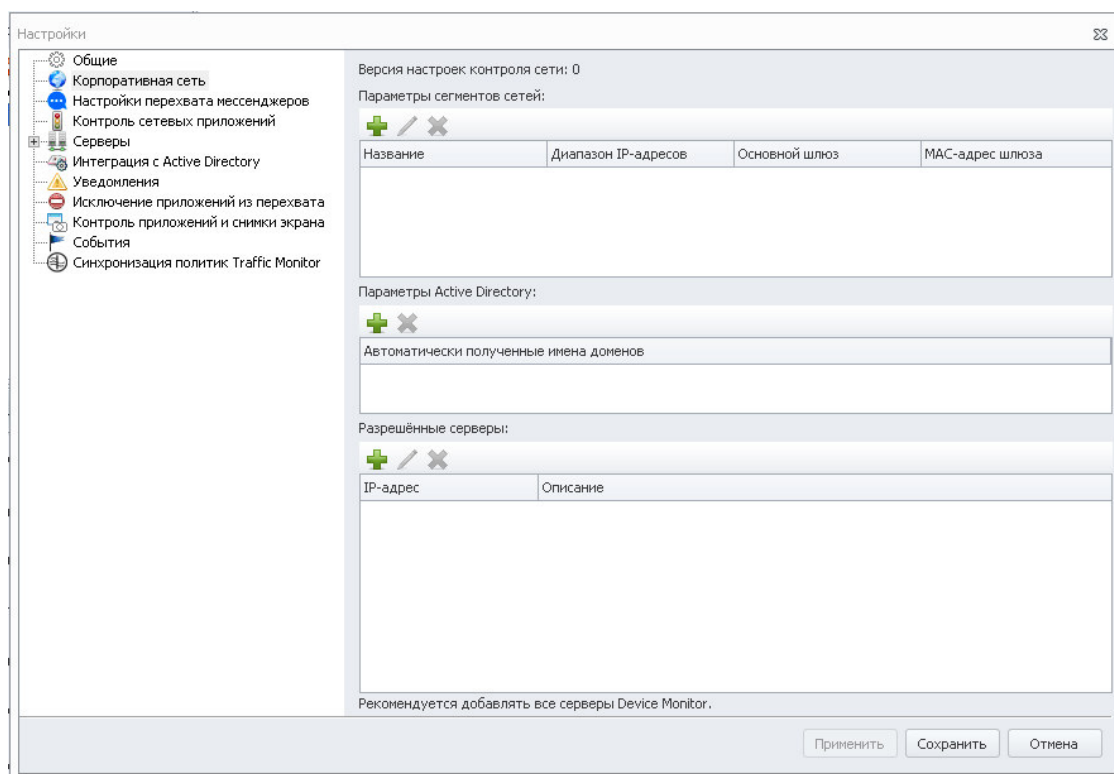 Настройки
Общие
Корпоративная сеть
Настройки перехвата мессенджеров
Контроль сетевых приложений
Серверы
Интеграция с Active Directory
Уведомления
Исключение приложений из перехвата
Контроль приложений и снимки экрана
События
Синхронизация политик Traffic Monitor
Версия настроек контроля сети: 0
Параметры сегментов сетей:
Название Диапазон IP-адресов Основной шлюз MAC-адрес шлюза
Параметры Active Directory:
Автоматически полученные имена доменов
Разрешённые серверы:
IP-адрес Описание
Рекомендуется добавлять все серверы Device Monitor.
Применить Сохранить Отмена